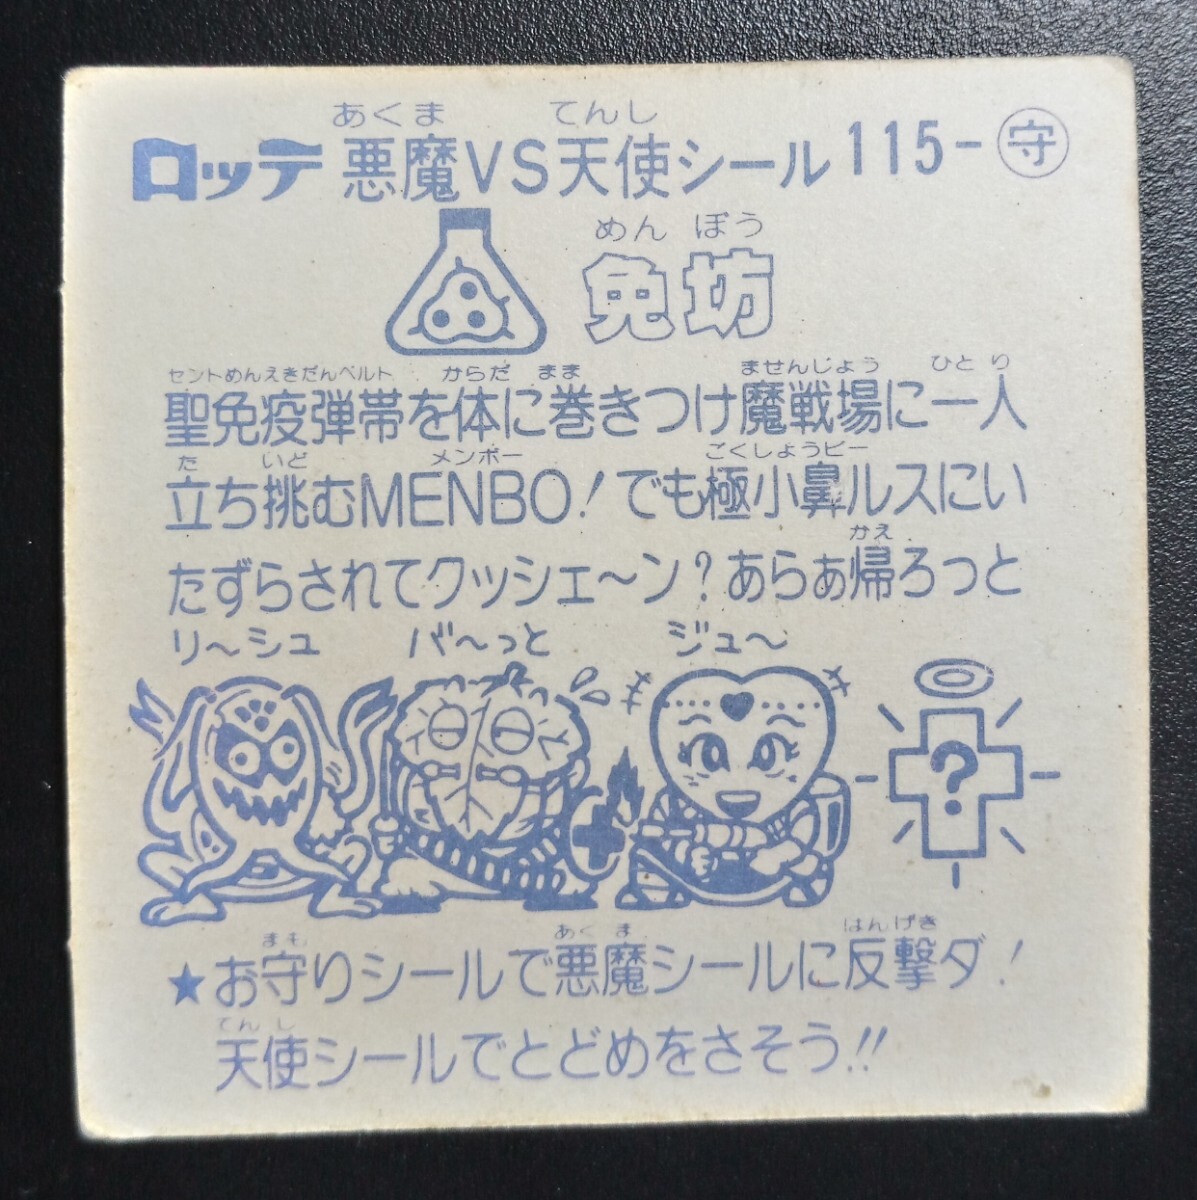 あくま てんし
ロッテ 悪魔VS天使シール 115-守
めん ぼう
免坊
セントめんえきだんベルト からだ まま ませんじょう ひとり
聖免疫弾帯を体に巻きつけ魔戦場に一人
た いど メンボー ごくしょうビー
立ち挑むMENBO!でも極小鼻ルスにい
かえ
たずらされてクッシェ〜ン?あらぁ帰ろっと
リ〜シュ バ〜っと ジュ〜
?
まも あくま はんげき
★お守りシールで悪魔シールに反撃ダ!
てんし
天使シールでとどめをさそう!!